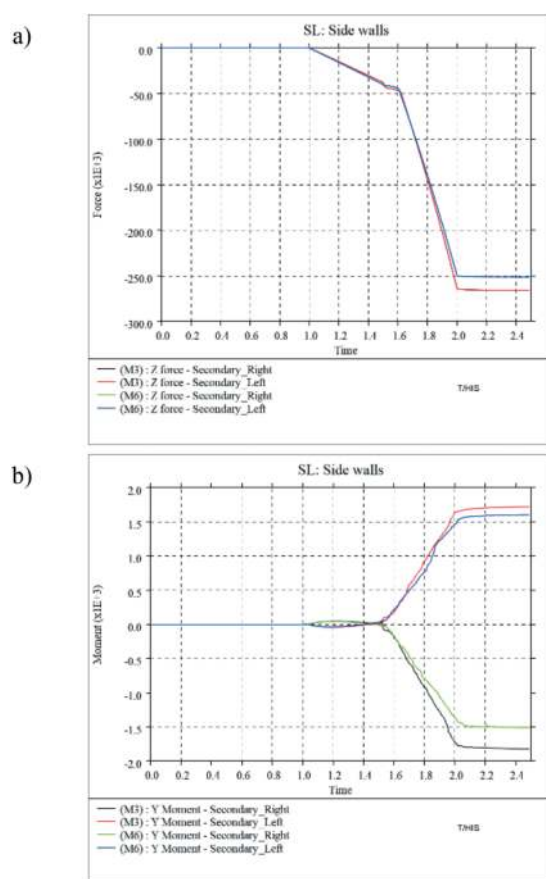 a)
SL: Side walls
0.0
-50.0
-100.0
-150.0
-200.0
-250.0
-300.0
Force (x1E+3)
0.0 0.2 0.4 0.6 0.8 1.0 1.2 1.4 1.6 1.8 2.0 2.2 2.4
Time
(M3) : Z force - Secondary_Right
(M3) : Z force - Secondary_Left
(M6) : Z force - Secondary_Right
(M6) : Z force - Secondary_Left
T/HIS
b)
SL: Side walls
2.0
1.5
1.0
0.5
0.0
-0.5
-1.0
-1.5
-2.0
Moment (x1E+3)
0.0 0.2 0.4 0.6 0.8 1.0 1.2 1.4 1.6 1.8 2.0 2.2 2.4
Time
(M3) : Y Moment - Secondary_Right
(M3) : Y Moment - Secondary_Left
(M6) : Y Moment - Secondary_Right
(M6) : Y Moment - Secondary_Left
T/HIS